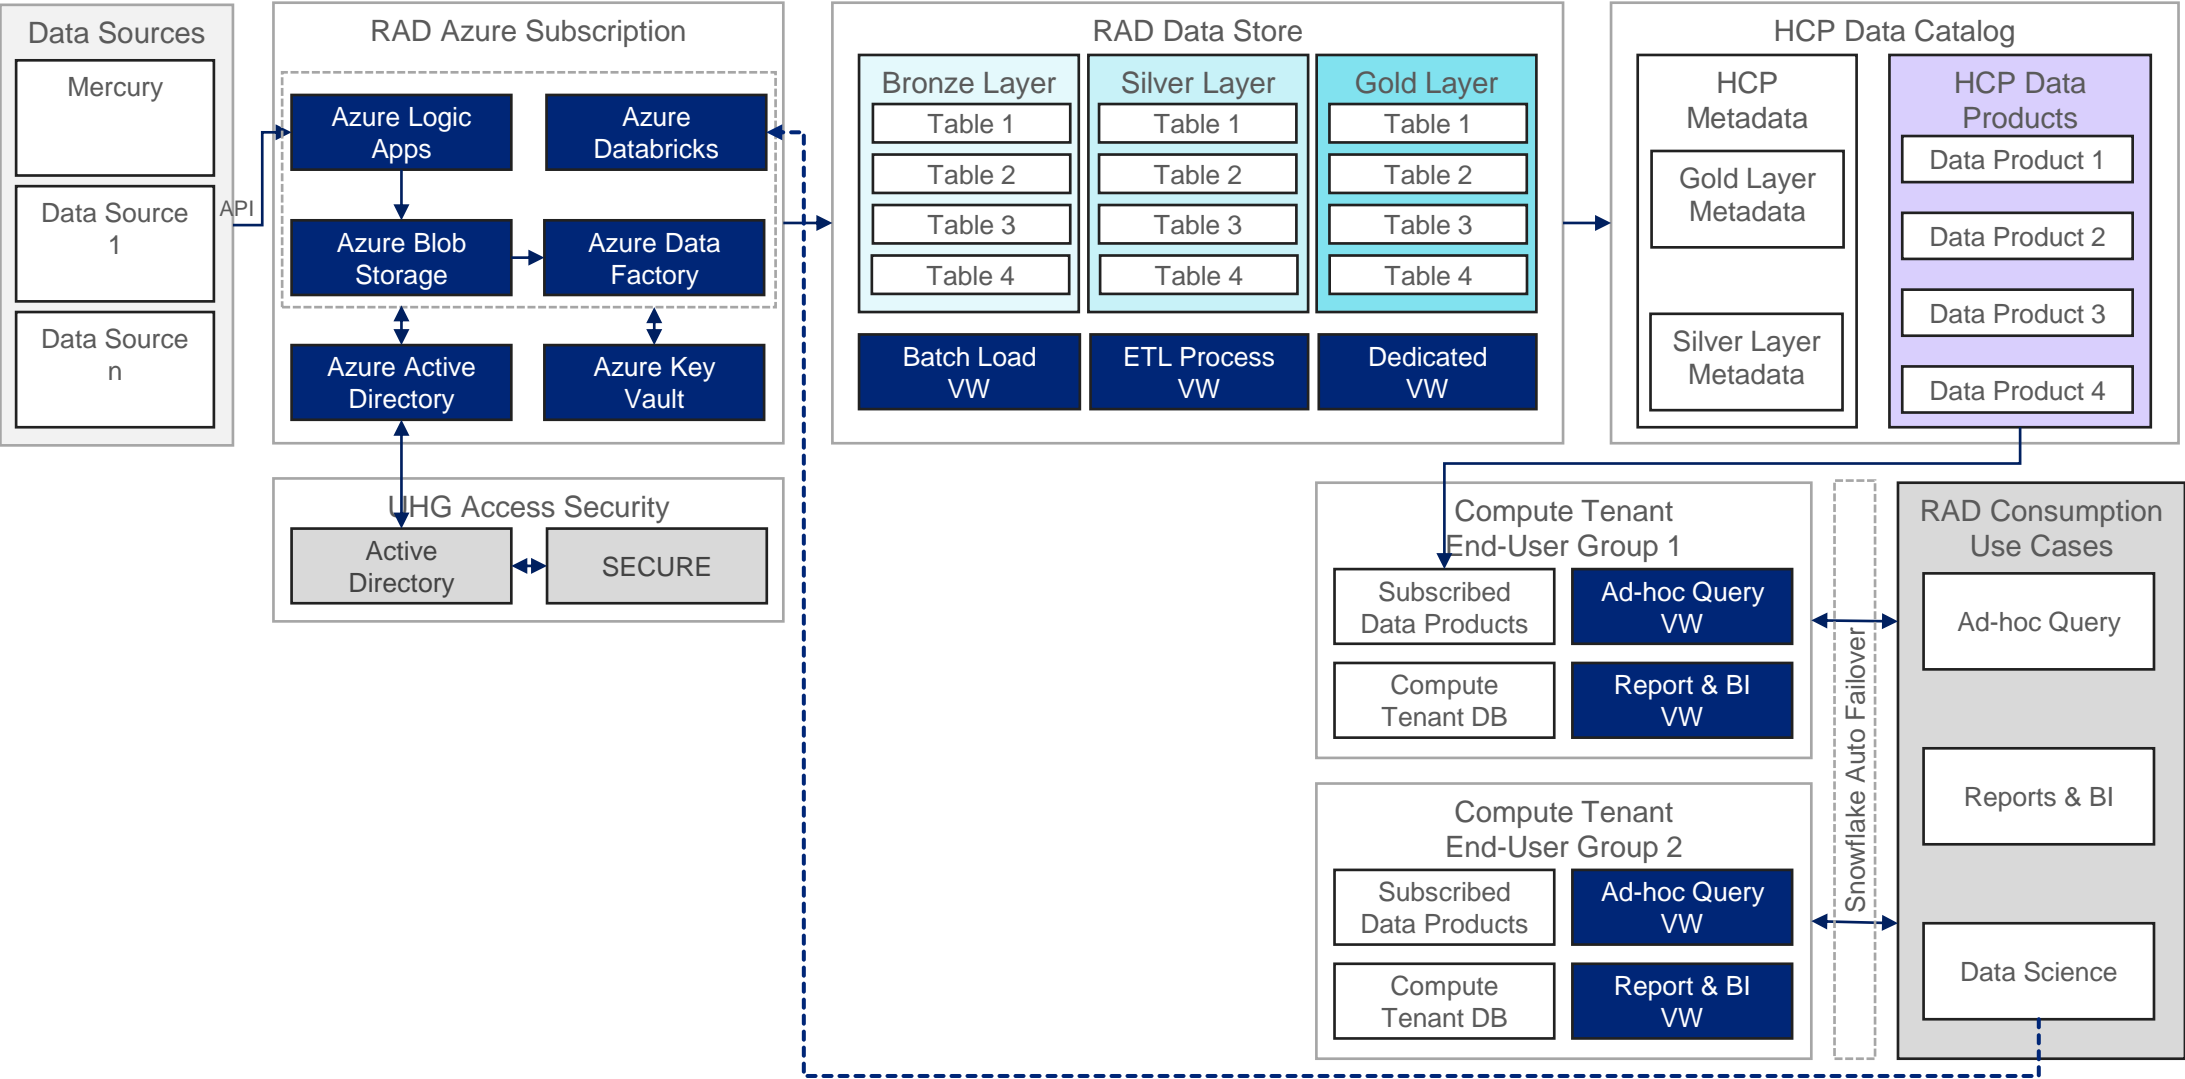 Data Sources
Mercury
Data Source
1
Data Source
n
API
RAD Azure Subscription
Azure Logic
Apps
Azure
Databricks
Azure Blob
Storage
Azure Data
Factory
Azure Active
Directory
Azure Key
Vault
UHG Access Security
Active
Directory
SECURE
RAD Data Store
Bronze Layer
Table 1
Table 2
Table 3
Table 4
Silver Layer
Table 1
Table 2
Table 3
Table 4
Gold Layer
Table 1
Table 2
Table 3
Table 4
Batch Load
VW
ETL Process
VW
Dedicated
VW
HCP Data Catalog
HCP
Metadata
Gold Layer
Metadata
Silver Layer
Metadata
HCP Data
Products
Data Product 1
Data Product 2
Data Product 3
Data Product 4
Compute Tenant
End-User Group 1
Subscribed
Data Products
Ad-hoc Query
VW
Compute
Tenant DB
Report & BI
VW
Compute Tenant
End-User Group 2
Subscribed
Data Products
Ad-hoc Query
VW
Compute
Tenant DB
Report & BI
VW
Snowflake Auto Failover
RAD Consumption
Use Cases
Ad-hoc Query
Reports & BI
Data Science